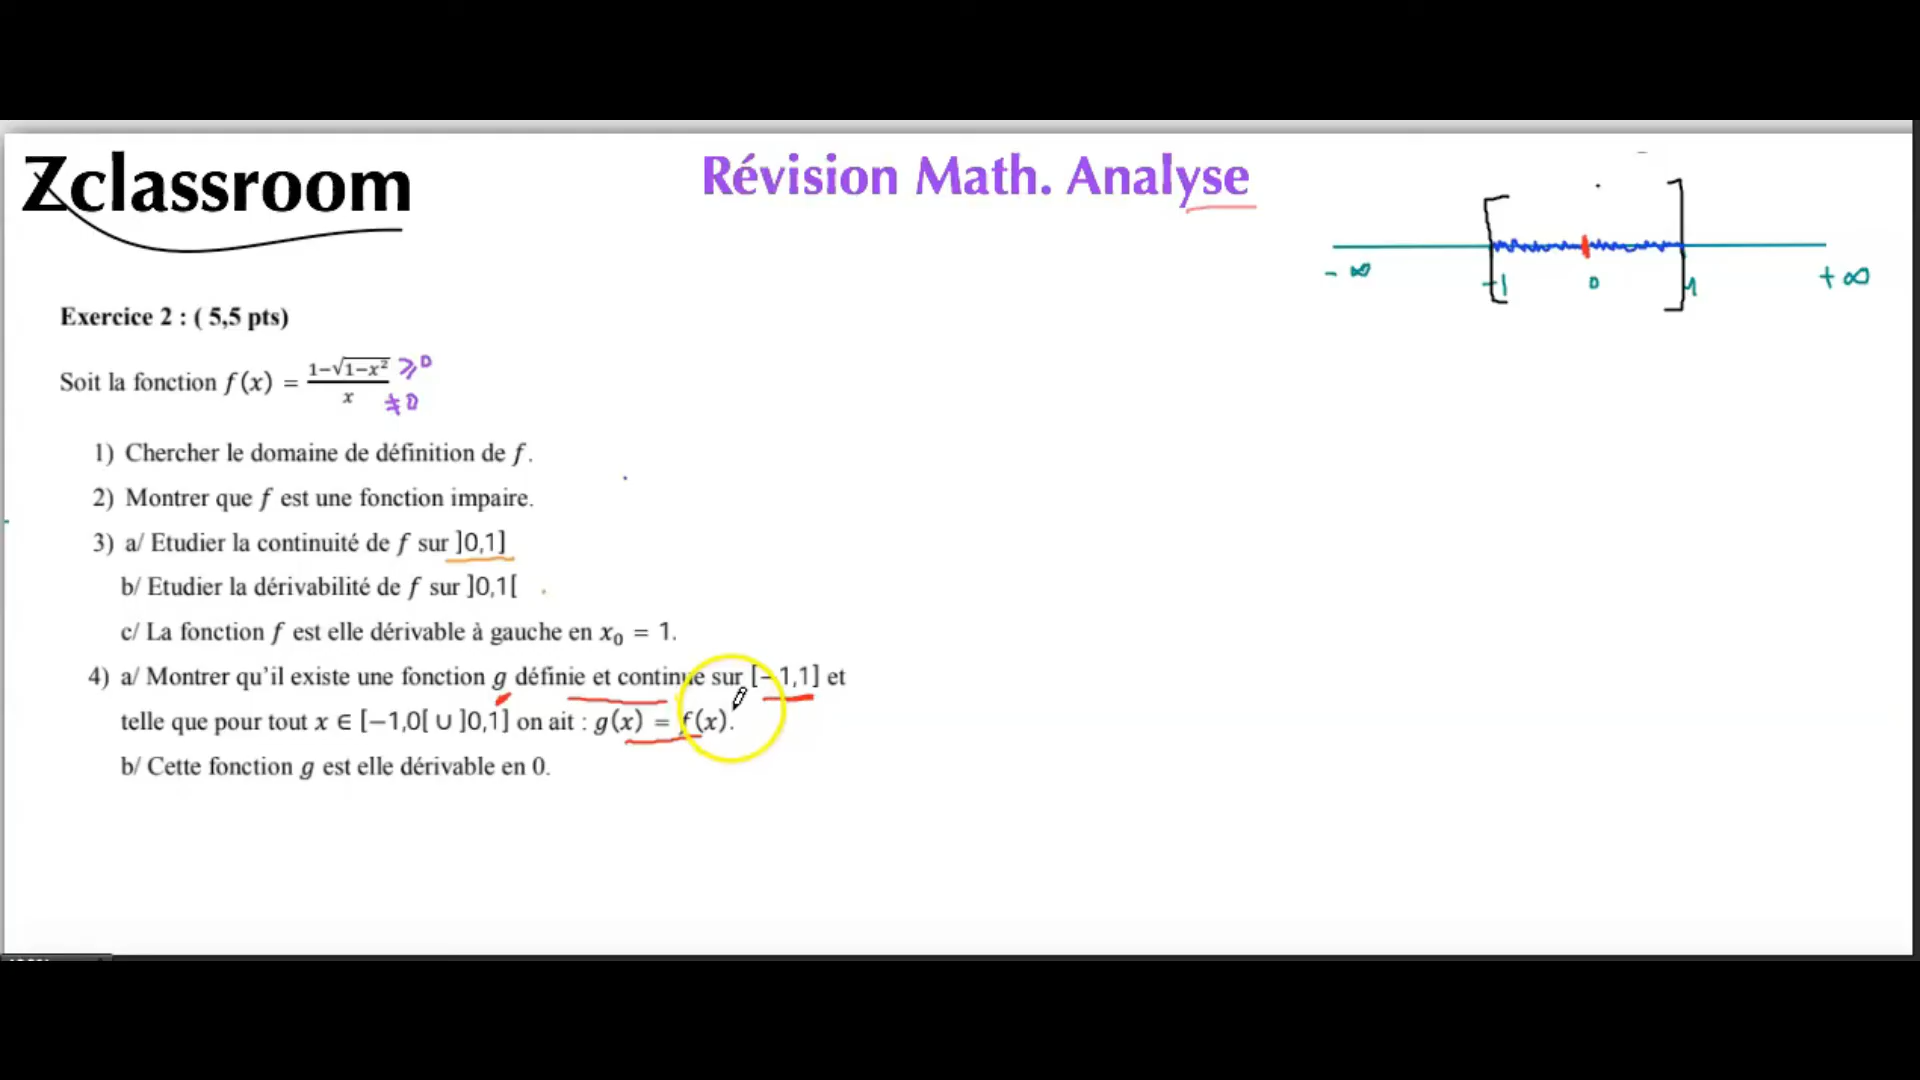 Zclassroom
Révision Math. Analyse
- ∞ -1 0 1 + ∞
Exercice 2 : ( 5,5 pts)
Soit la fonction f(x) = (1−√(1−x²))/x ⩾0 ≠0
1) Chercher le domaine de définition de f.
2) Montrer que f est une fonction impaire.
3) a/ Etudier la continuité de f sur ]0,1]
b/ Etudier la dérivabilité de f sur ]0,1[
c/ La fonction f est elle dérivable à gauche en x₀ = 1.
4) a/ Montrer qu'il existe une fonction g définie et continue sur [−1,1] et
telle que pour tout x ∈ [−1,0[ ∪ ]0,1] on ait : g(x) = f(x).
b/ Cette fonction g est elle dérivable en 0.